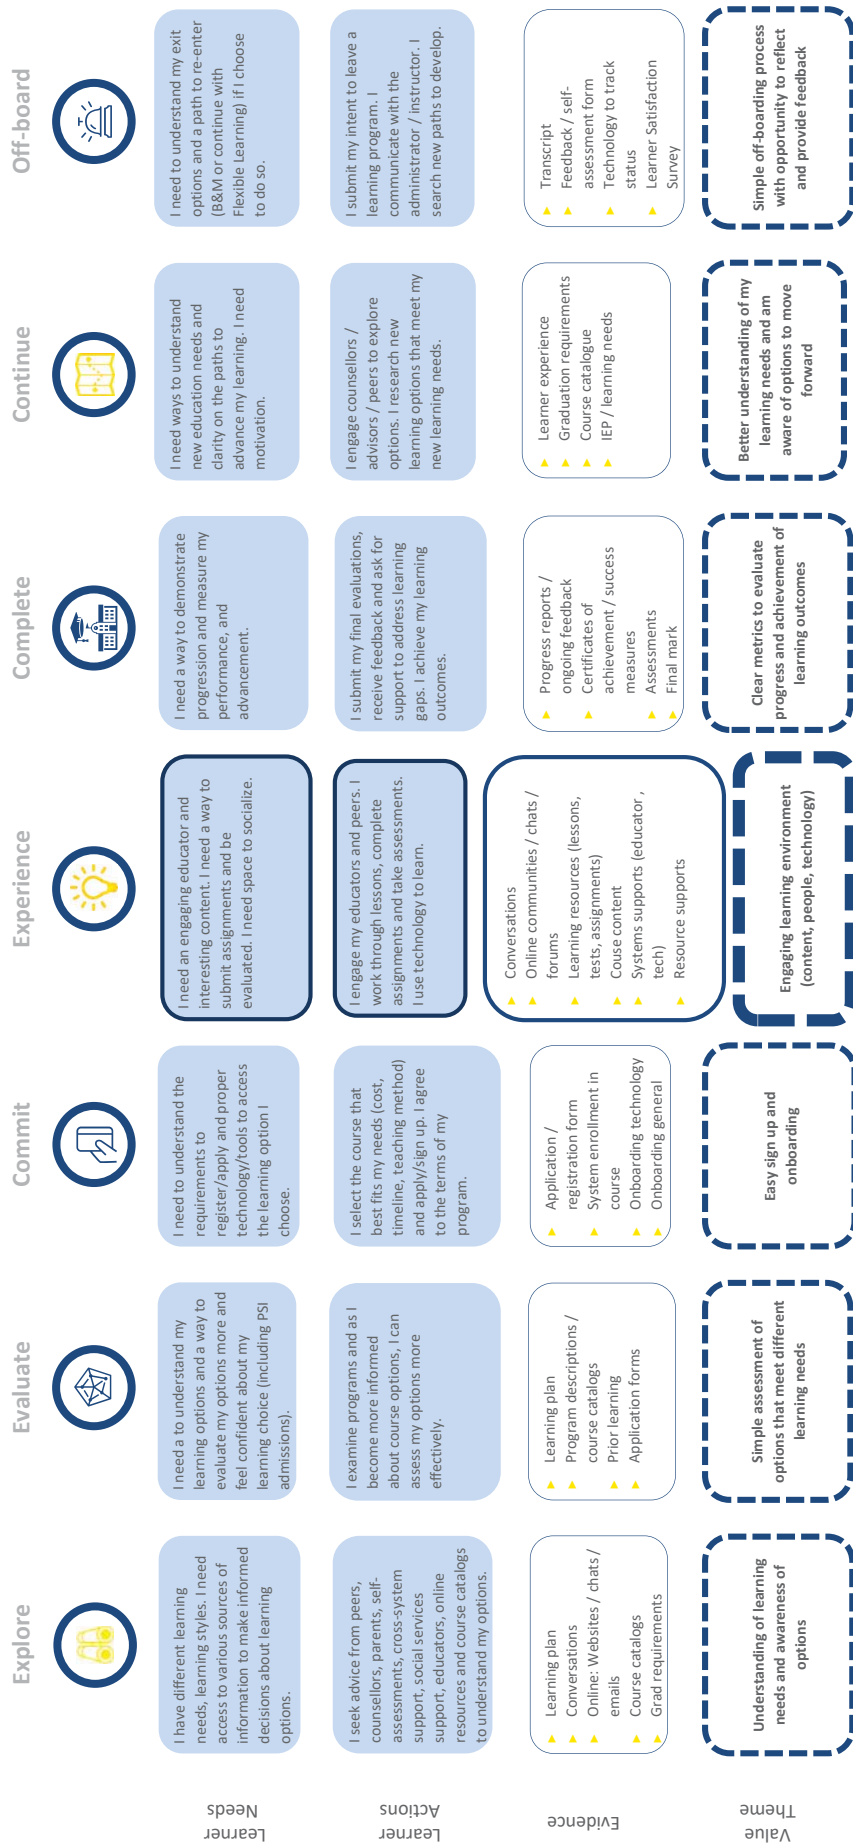 Explore
Evaluate
Commit
Experience
Complete
Continue
Off-board
Learner
Needs
I have different learning
needs, learning styles. I need
access to various sources of
information to make informed
decisions about learning
options.
I need a to understand my
learning options and a way to
evaluate my options more and
feel confident about my
learning choice (including PSI
admissions).
I need to understand the
requirements to
register/apply and proper
technology/tools to access
the learning option I
choose.
I need an engaging educator and
interesting content. I need a way to
submit assignments and be
evaluated. I need space to socialize.
I need a way to demonstrate
progression and measure my
performance, and
advancement.
I need ways to understand
new education needs and
clarity on the paths to
advance my learning. I need
motivation.
I need to understand my exit
options and a path to re-enter
(B&M or continue with
Flexible Learning) if I choose
to do so.
Learner
Actions
I seek advice from peers,
counsellors, parents, self-
assessments, cross-system
support, social services
support, educators, online
resources and course catalogs
to understand my options.
I examine programs and as I
become more informed
about course options, I can
assess my options more
effectively.
I select the course that
best fits my needs (cost,
timeline, teaching method)
and apply/sign up. I agree
to the terms of my
program.
I engage my educators and peers. I
work through lessons, complete
assignments and take assessments.
I use technology to learn.
I submit my final evaluations,
receive feedback and ask for
support to address learning
gaps. I achieve my learning
outcomes.
I engage counsellors /
advisors / peers to explore
options. I research new
learning options that meet my
new learning needs.
I submit my intent to leave a
learning program. I
communicate with the
administrator / instructor. I
search new paths to develop.
Evidence
Learning plan
Conversations
Online: Websites / chats /
emails
Course catalogs
Grad requirements
Learning plan
Program descriptions /
course catalogs
Prior learning
Application forms
Application /
registration form
System enrollment in
course
Onboarding technology
Onboarding general
Conversations
Online communities / chats /
forums
Learning resources (lessons,
tests, assignments)
Couse content
Systems supports (educator ,
tech)
Resource supports
Progress reports /
ongoing feedback
Certificates of
achievement / success
measures
Assessments
Final mark
Learner experience
Graduation requirements
Course catalogue
IEP / learning needs
Transcript
Feedback / self-
assessment form
Technology to track
status
Learner Satisfaction
Survey
Value
Theme
Understanding of learning
needs and awareness of
options
Simple assessment of
options that meet different
learning needs
Easy sign up and
onboarding
Engaging learning environment
(content, people, technology)
Clear metrics to evaluate
progress and achievement of
learning outcomes
Better understanding of my
learning needs and am
aware of options to move
forward
Simple off-boarding process
with opportunity to reflect
and provide feedback